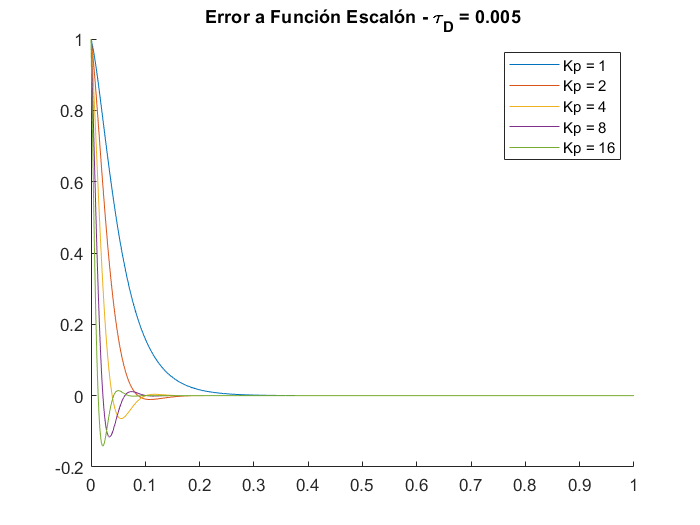 Error a Función Escalón - τD = 0.005
1
0.8
0.6
0.4
0.2
0
-0.2
0 0.1 0.2 0.3 0.4 0.5 0.6 0.7 0.8 0.9 1
Kp = 1
Kp = 2
Kp = 4
Kp = 8
Kp = 16